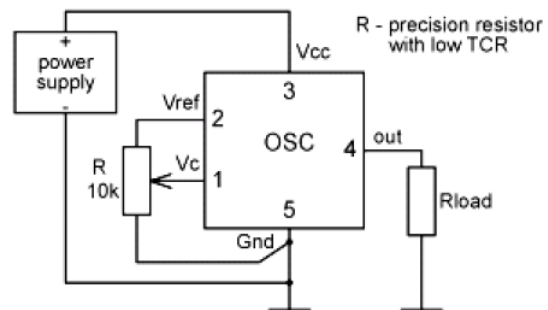 R - precision resistor
with low TCR
+
power
supply
-
Vcc
3
Vref
2
OSC
4
out
R
10k
Vc
1
Rload
5
Gnd